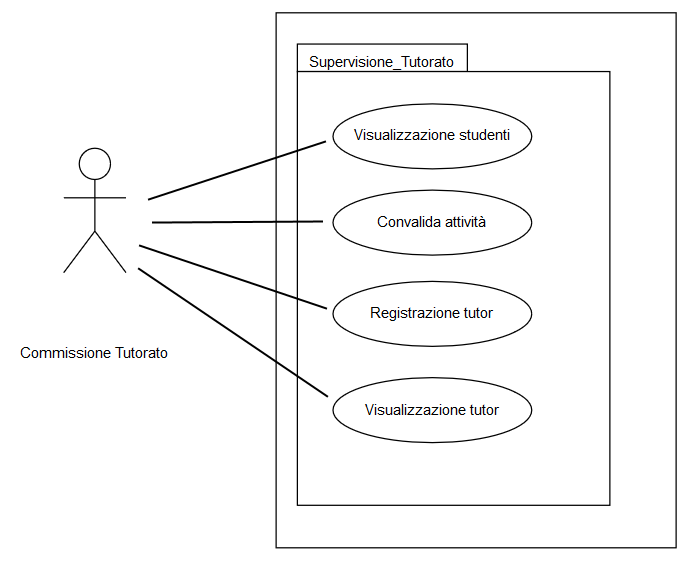 Supervisione_Tutorato
Visualizzazione studenti
Convalida attività
Registrazione tutor
Commissione Tutorato
Visualizzazione tutor